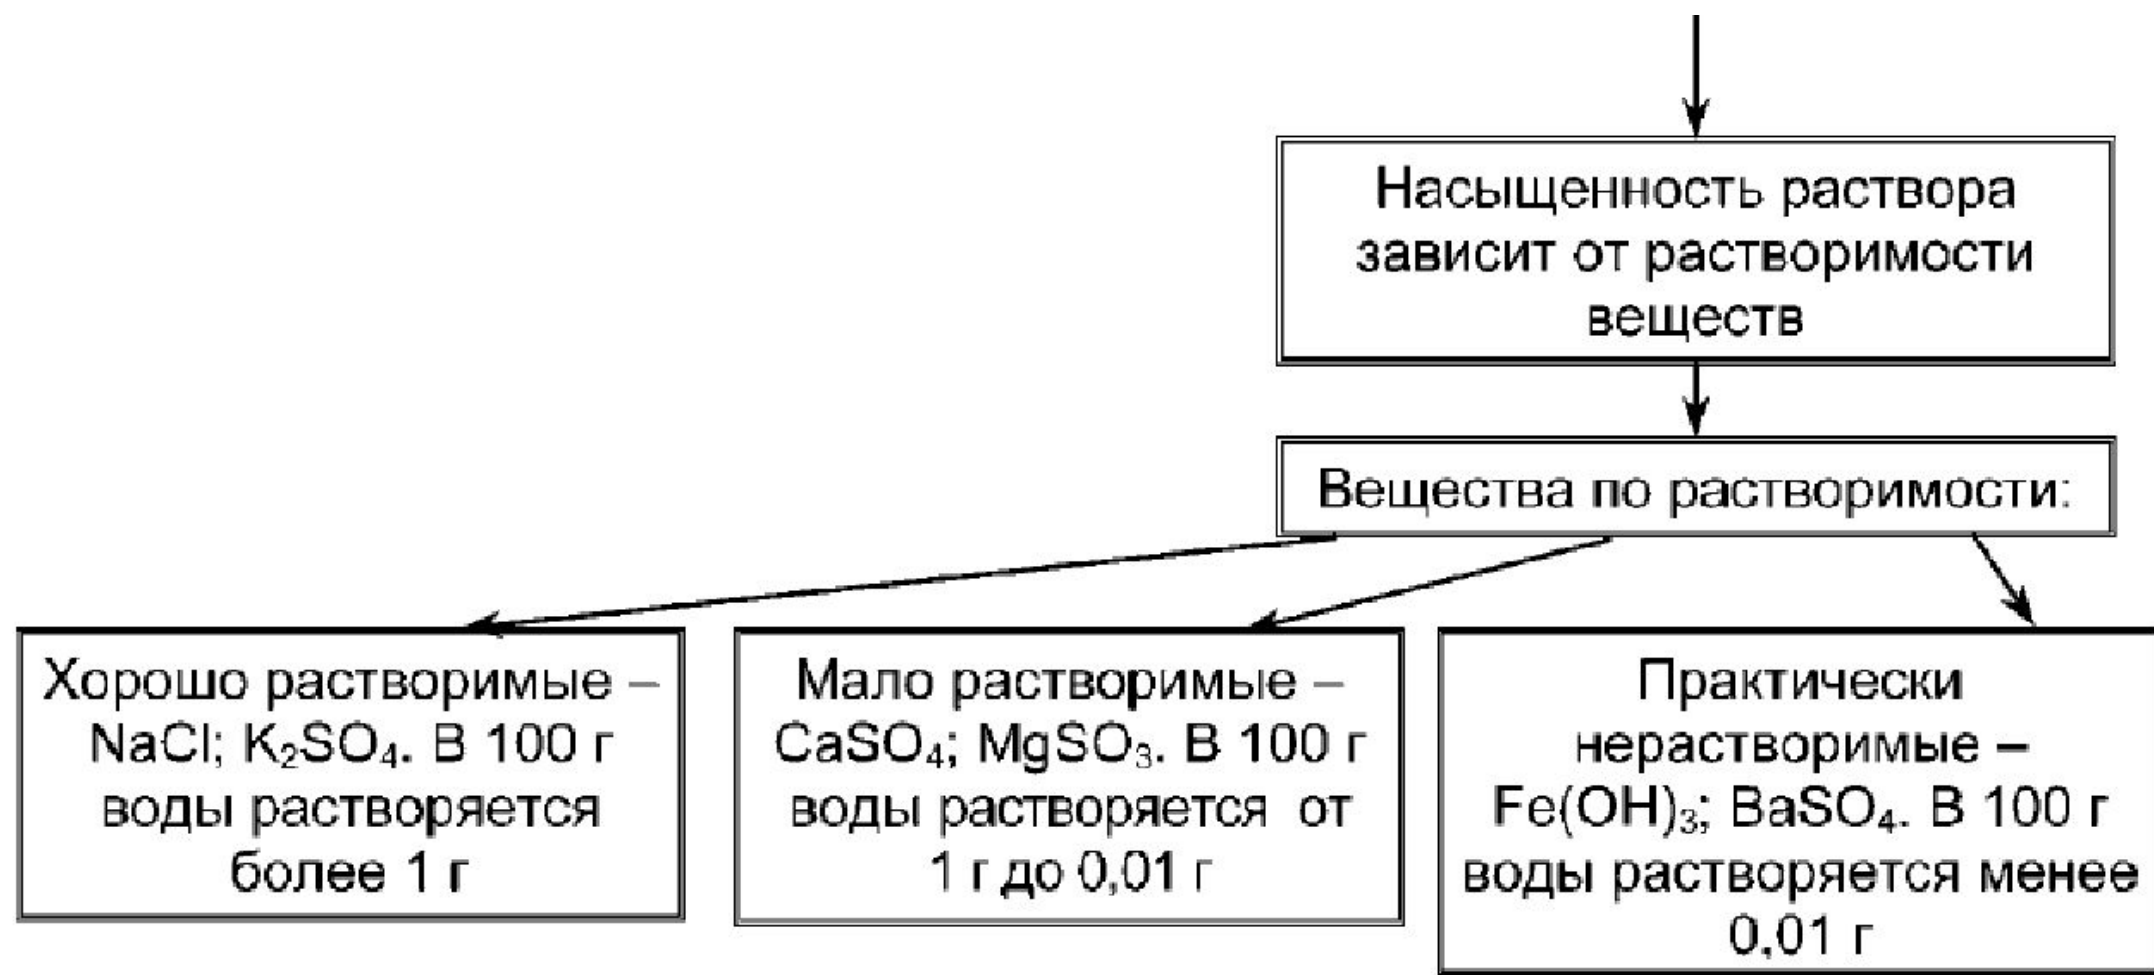 Насыщенность раствора
зависит от растворимости
веществ
Вещества по растворимости:
Хорошо растворимые –
NaCl; K₂SO₄. В 100 г
воды растворяется
более 1 г
Мало растворимые –
CaSO₄; MgSO₃. В 100 г
воды растворяется от
1 г до 0,01 г
Практически
нерастворимые –
Fe(OH)₃; BaSO₄. В 100 г
воды растворяется менее
0,01 г